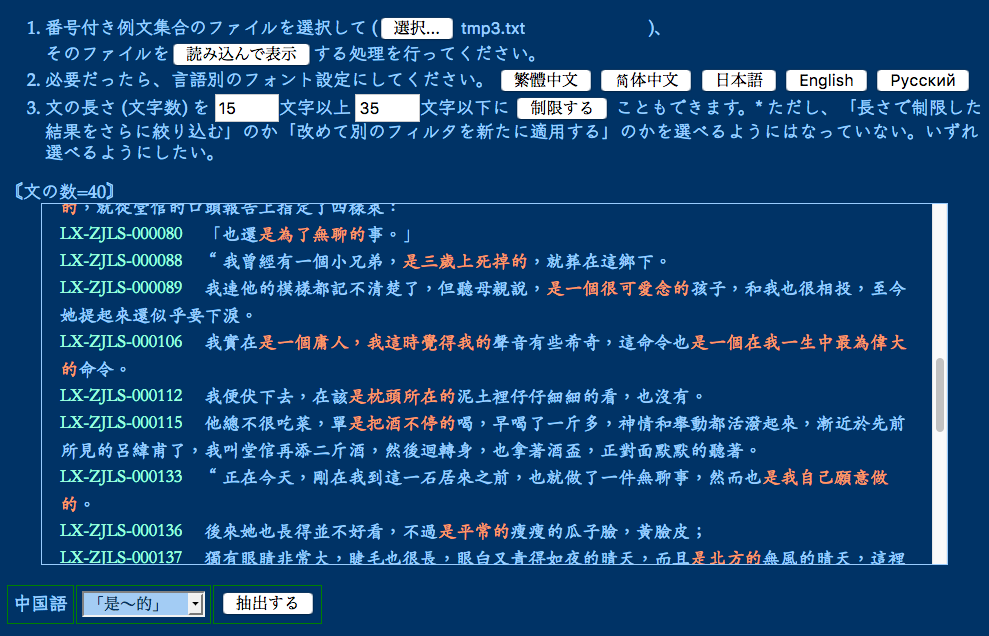 1. 番号付き例文集合のファイルを選択して ( 選択... tmp3.txt )、
そのファイルを 読み込んで表示 する処理を行ってください。
2. 必要だったら、言語別のフォント設定にしてください。 繁體中文 简体中文 日本語 English Русский
3. 文の長さ (文字数) を 15 文字以上 35 文字以下に 制限する こともできます。* ただし、「長さで制限した
結果をさらに絞り込む」のか「改めて別のフィルタを新たに適用する」のかを選べるようにはなっていない。いずれ
選べるようにしたい。
〘文の数=40〙
的，就從堂倌的口頭報告上指定了四樣來：
LX-ZJLS-000080 「也還是為了無聊的事。」
LX-ZJLS-000088 “我曾經有一個小兄弟，是三歲上死掉的，就葬在這鄉下。
LX-ZJLS-000089 我連他的模樣都記不清楚了，但聽母親說，是一個很可愛念的孩子，和我也很相投，至今
她提起來還似乎要下淚。
LX-ZJLS-000106 我實在是一個庸人，我這時覺得我的聲音有些希奇，這命令也是一個在我一生中最為偉大
的命令。
LX-ZJLS-000112 我便伏下去，在該是枕頭所在的泥土裡仔仔細細的看，也沒有。
LX-ZJLS-000115 他總不很吃菜，單是把酒不停的喝，早喝了一斤多，神情和舉動都活潑起來，漸近於先前
所見的呂緯甫了，我叫堂倌再添二斤酒，然後迴轉身，也拿著酒盃，正對面默默的聽著。
LX-ZJLS-000133 “正在今天，剛在我到這一石居來之前，也就做了一件無聊事，然而也是我自己願意做
的。
LX-ZJLS-000136 後來她也長得並不好看，不過是平常的瘦瘦的瓜子臉，黃臉皮；
LX-ZJLS-000137 獨有眼睛非常大，睫毛也很長，眼白又青得如夜的晴天，而且是北方的無風的晴天，這裡
中国語 「是～的」 抽出する